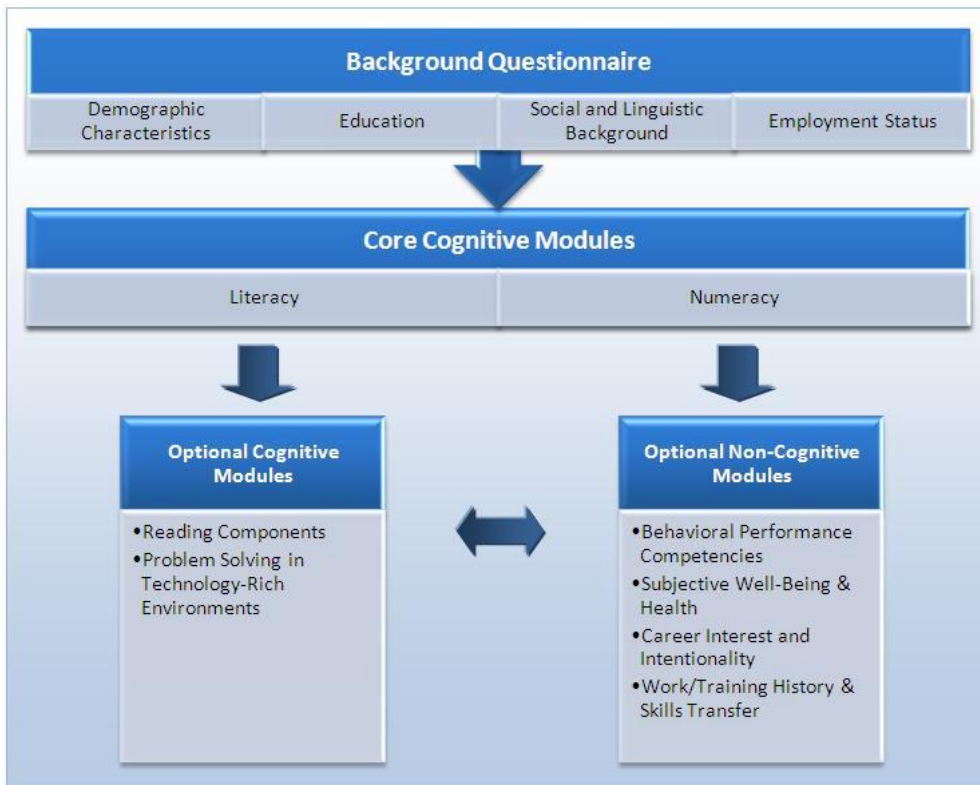 Background Questionnaire
Demographic
Characteristics
Education
Social and Linguistic
Background
Employment Status
Core Cognitive Modules
Literacy
Numeracy
Optional Cognitive
Modules
•Reading Components
•Problem Solving in
Technology-Rich
Environments
Optional Non-Cognitive
Modules
•Behavioral Performance
Competencies
•Subjective Well-Being &
Health
•Career Interest and
Intentionality
•Work/Training History &
Skills Transfer